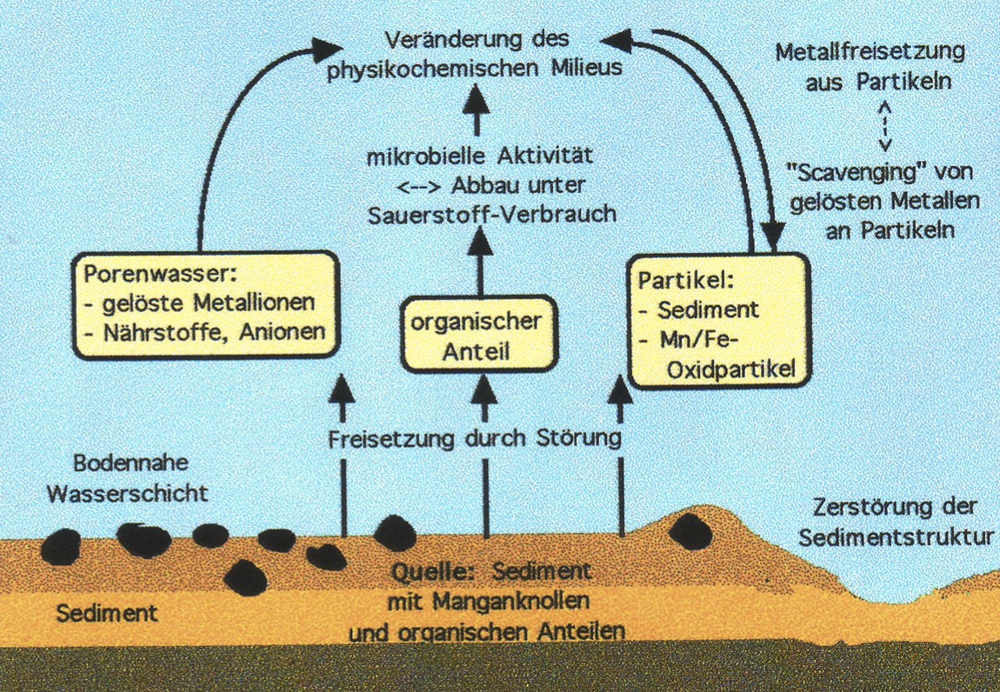 Veränderung des
physikochemischen Milieus
Metallfreisetzung
aus Partikeln
mikrobielle Aktivität
<--> Abbau unter
Sauerstoff-Verbrauch
"Scavenging" von
gelösten Metallen
an Partikeln
Porenwasser:
- gelöste Metallionen
- Nährstoffe, Anionen
organischer
Anteil
Partikel:
- Sediment
- Mn/Fe-
Oxidpartikel
Freisetzung durch Störung
Bodennahe
Wasserschicht
Zerstörung der
Sedimentstruktur
Quelle: Sediment
mit Manganknollen
und organischen Anteilen
Sediment